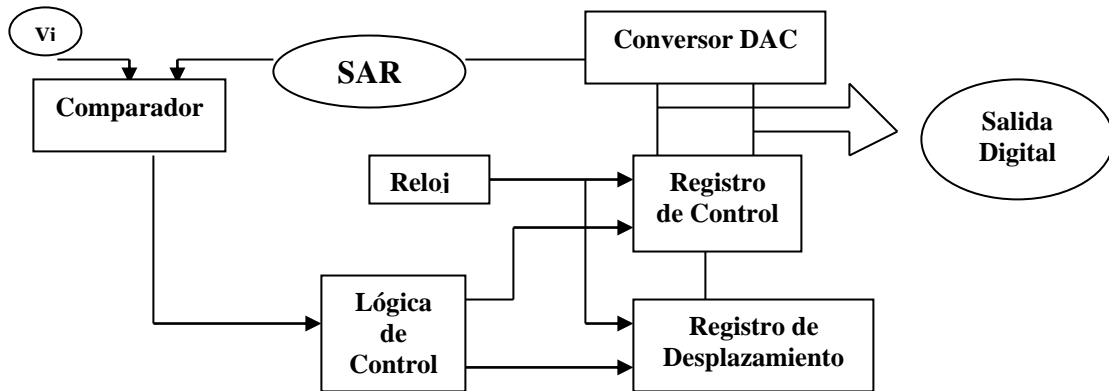 Vi
Conversor DAC
SAR
Comparador
Salida
Digital
Reloj
Registro
de Control
Lógica
de
Control
Registro de
Desplazamiento